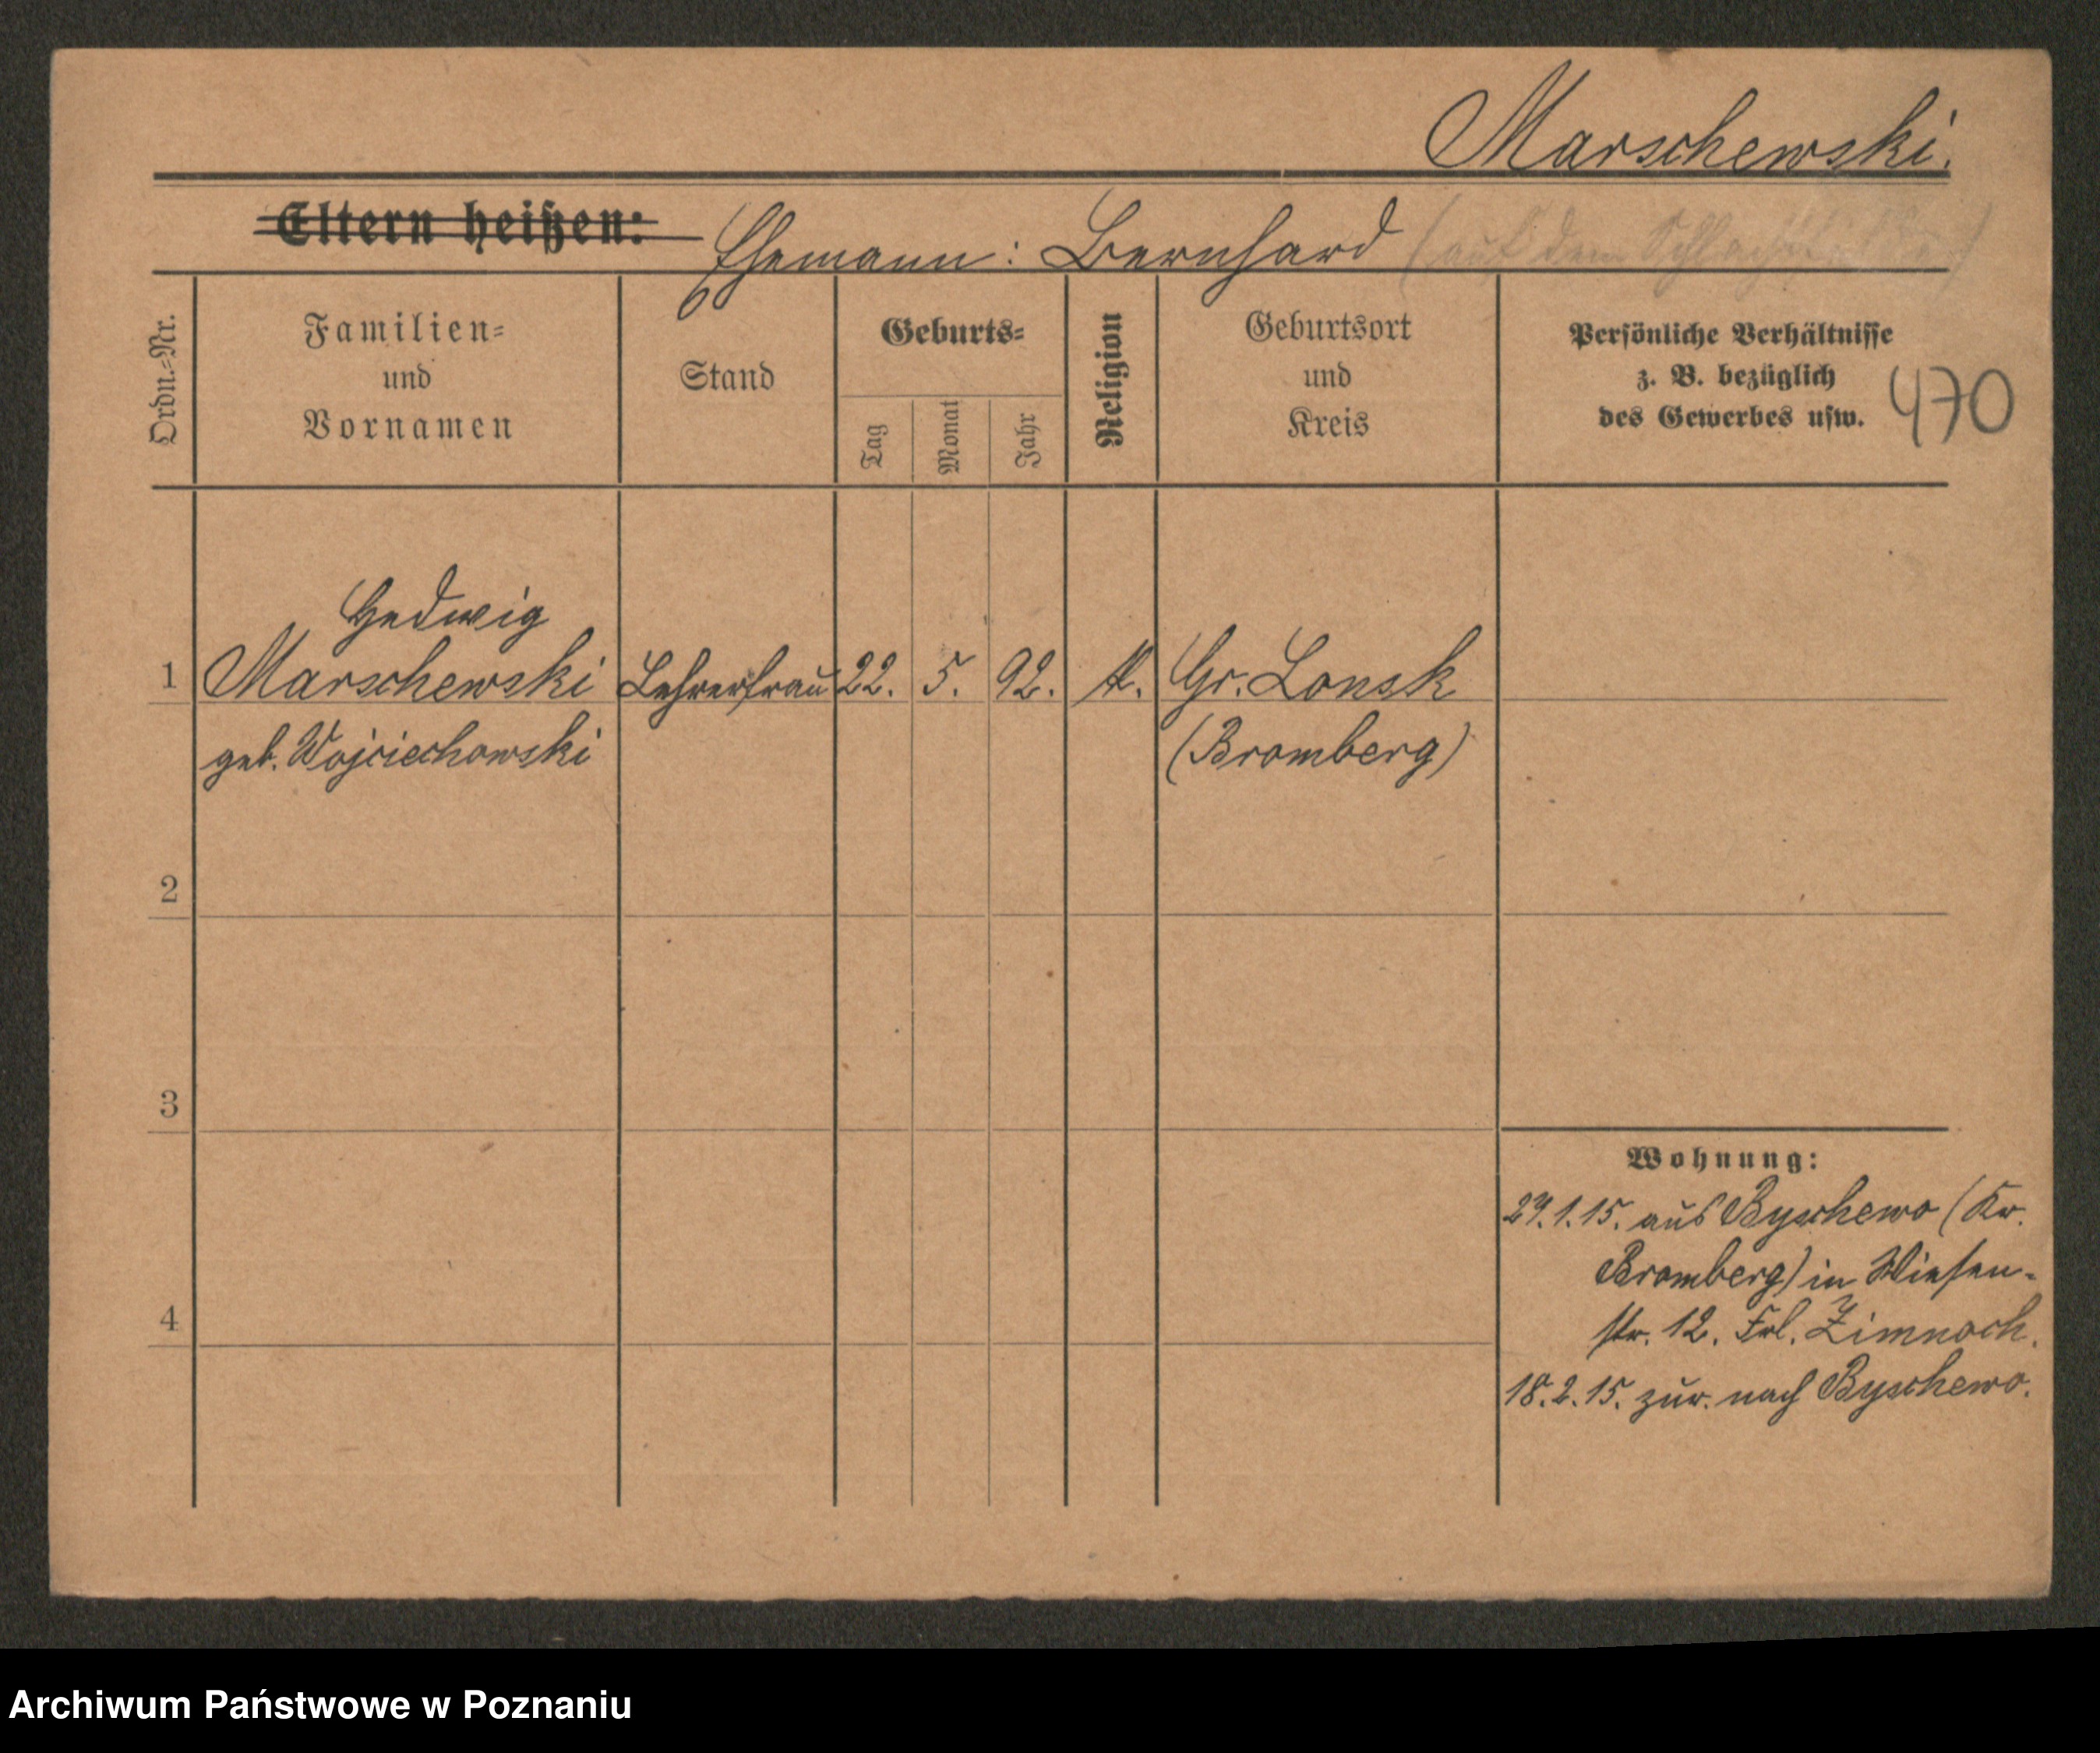 Marschewski.
Eltern heißen: Ehemann: Bernhard (auf dem
Ordn.=Nr.
Familien=
und
Vornamen
Stand
Geburts=
Tag
Monat
Jahr
Religion
Geburtsort
und
Kreis
Persönliche Verhältnisse
z. B. bezüglich
des Gewerbes usw.
470
Hedwig
1 Marschewski Lehrerfrau 22. 5. 92. K. Gr. Lonsk
geb. Wojciechowski (Bromberg)
2
3
4
Wohnung:
29.1.15. aus Byschewo (Kr.
Bromberg) in Wiesen-
str. 12. Frl. Zimnoch.
18.2.15. zur. nach Byschewo.
Archiwum Państwowe w Poznaniu